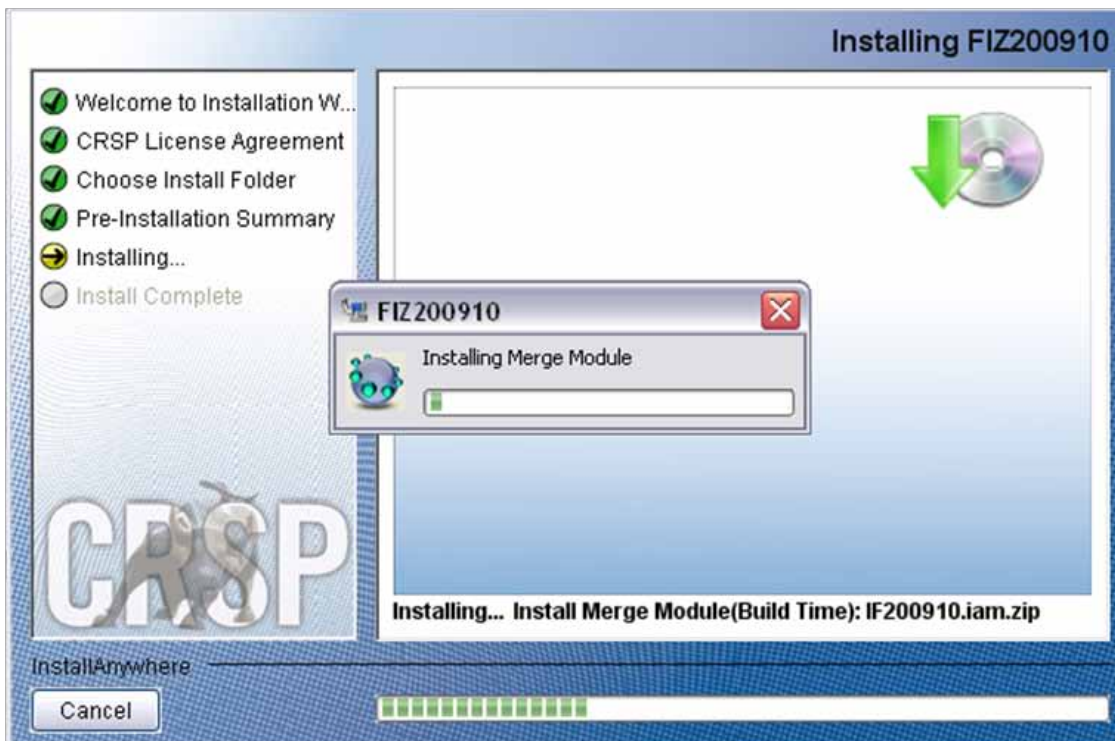 Installing FIZ200910
Welcome to Installation W...
CRSP License Agreement
Choose Install Folder
Pre-Installation Summary
Installing...
Install Complete
FIZ200910
Installing Merge Module
CRSP
Installing... Install Merge Module(Build Time): IF200910.iam.zip
InstallAnywhere
Cancel